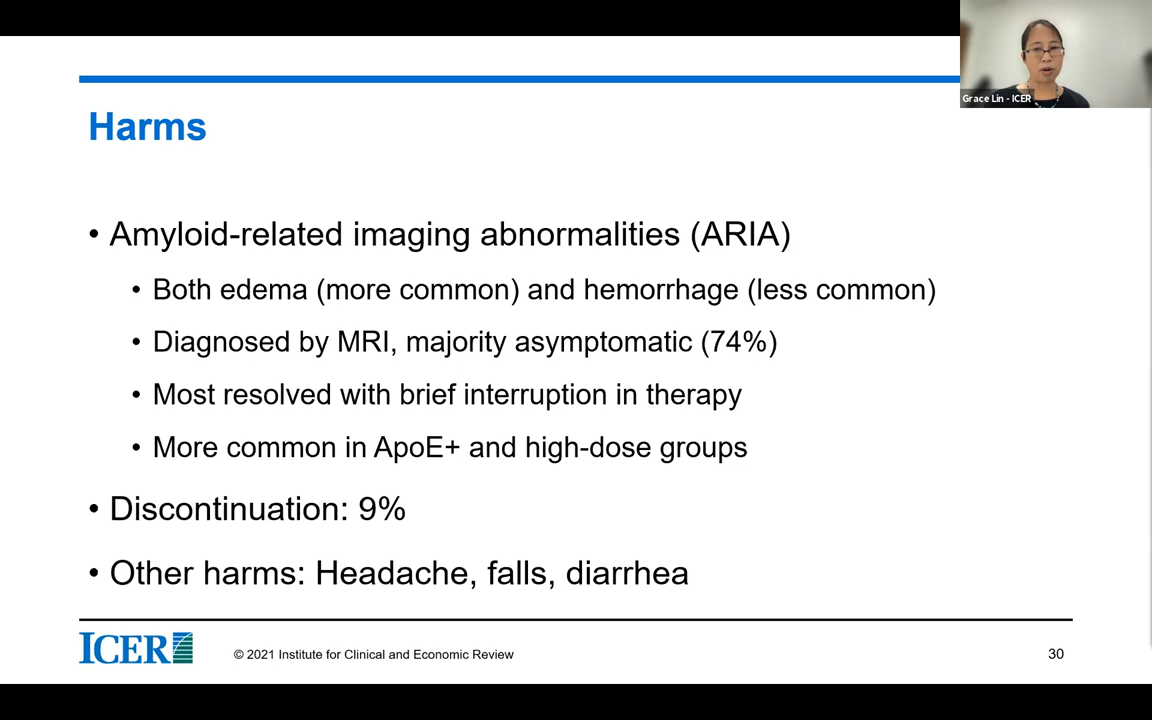 Grace Lin - ICER
Harms
• Amyloid-related imaging abnormalities (ARIA)
• Both edema (more common) and hemorrhage (less common)
• Diagnosed by MRI, majority asymptomatic (74%)
• Most resolved with brief interruption in therapy
• More common in ApoE+ and high-dose groups
• Discontinuation: 9%
• Other harms: Headache, falls, diarrhea
ICER
© 2021 Institute for Clinical and Economic Review
30